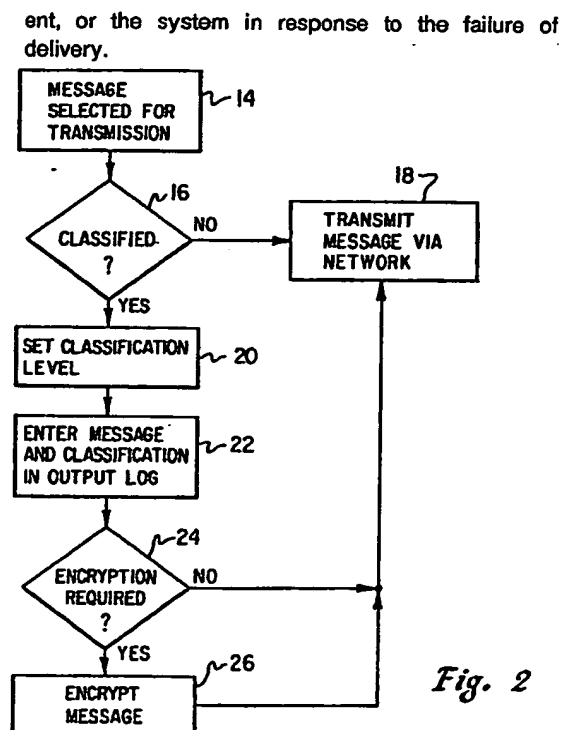 ent, or the system in response to the failure of
delivery.
MESSAGE
SELECTED FOR
TRANSMISSION
14
16
CLASSIFIED
?
NO
YES
18
TRANSMIT
MESSAGE VIA
NETWORK
SET CLASSIFICATION
LEVEL
20
ENTER MESSAGE
AND CLASSIFICATION
IN OUTPUT LOG
22
24
ENCRYPTION
REQUIRED
?
NO
YES
26
ENCRYPT
MESSAGE
Fig. 2